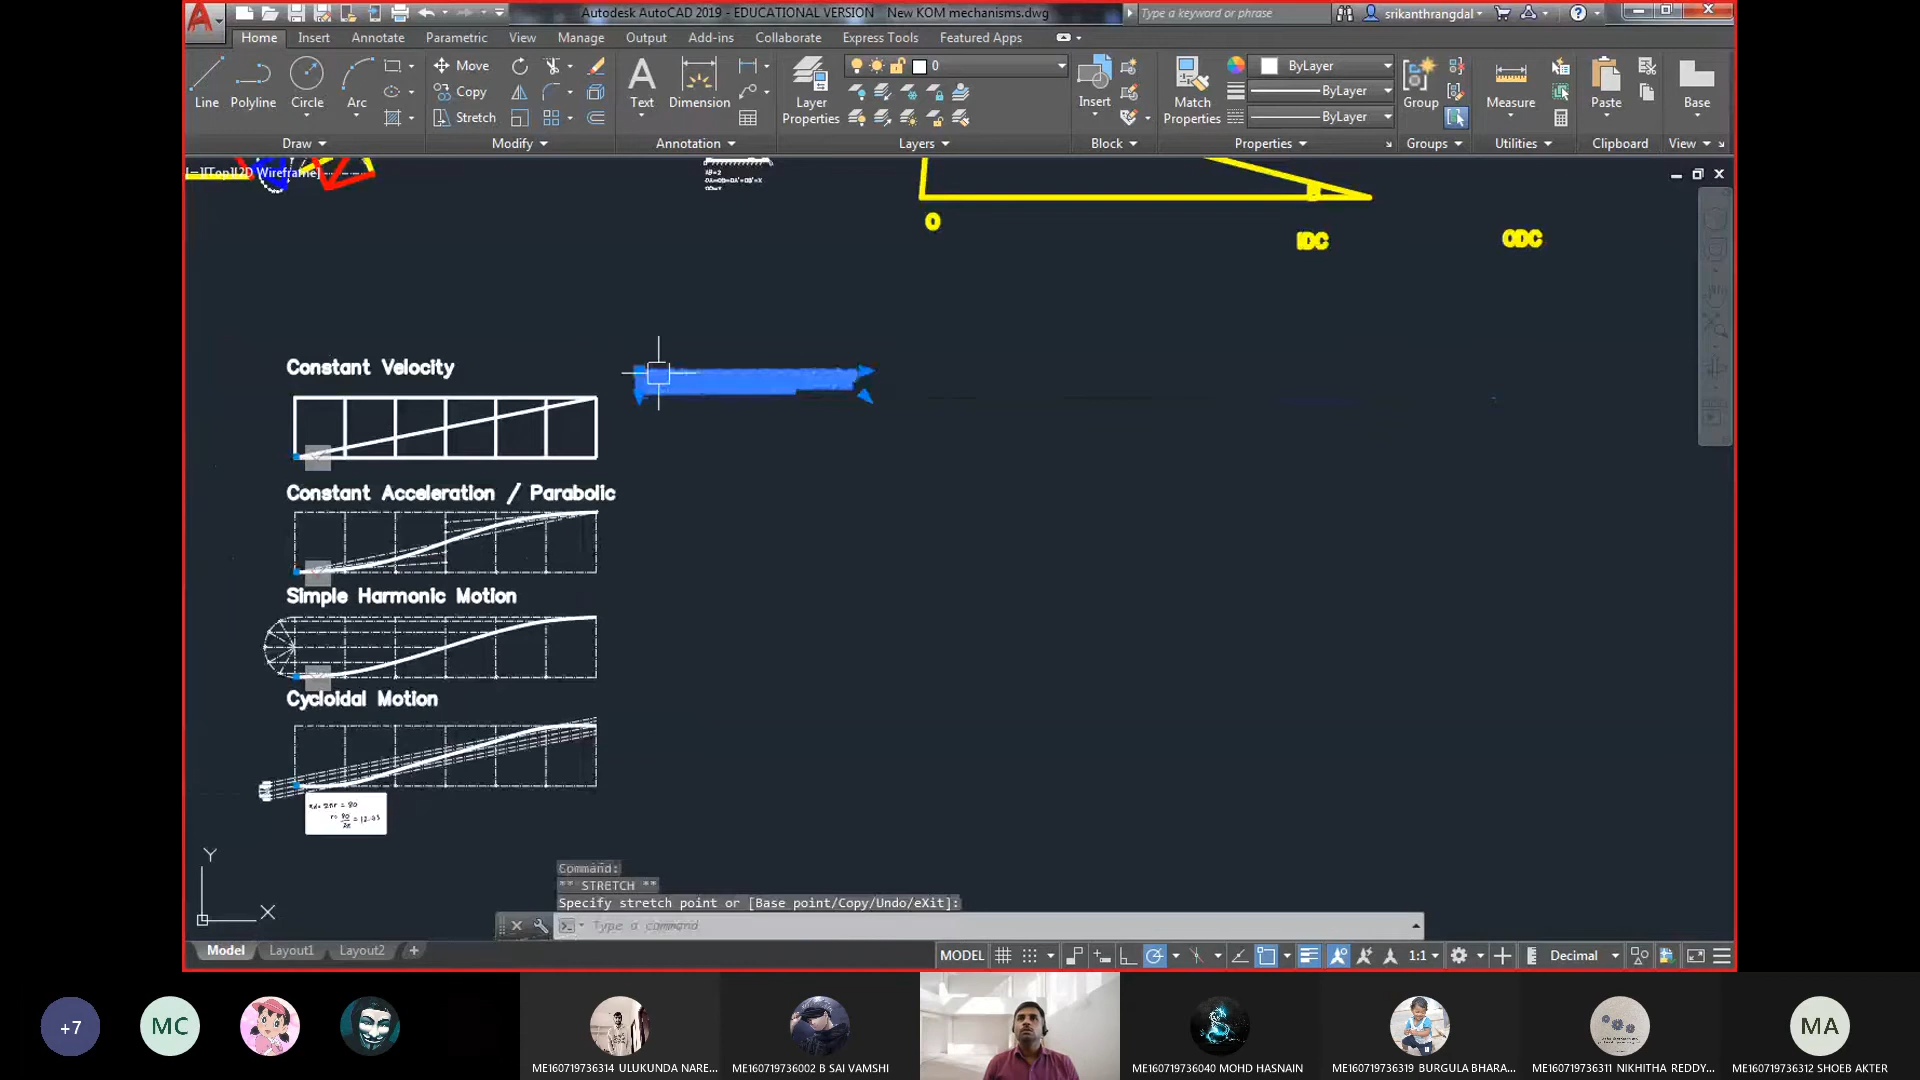 Autodesk AutoCAD 2019 - EDUCATIONAL VERSION New KOM mechanisms.dwg
Type a keyword or phrase
srikanthrangdal
Home Insert Annotate Parametric View Manage Output Add-ins Collaborate Express Tools Featured Apps
Line Polyline Circle Arc
Move
Copy
Stretch
Text Dimension
Layer Properties
0
Insert
Match Properties
ByLayer
ByLayer
ByLayer
Group
Measure
Paste
Base
Draw Modify Annotation Layers Block Properties Groups Utilities Clipboard View
[−][Top][2D Wireframe]
O
IDC
ODC
Constant Velocity
Constant Acceleration / Parabolic
Simple Harmonic Motion
Cycloidal Motion
Y
X
Command:
** STRETCH **
Specify stretch point or [Base point/Copy/Undo/eXit]:
Type a command
Model Layout1 Layout2 +
MODEL 1:1 Decimal
+7
MC
MA
ME160719736314 ULUKUNDA NARE...
ME160719736002 B SAI VAMSHI
ME160719736040 MOHD HASNAIN
ME160719736319 BURGULA BHARA...
ME160719736311 NIKHITHA REDDY...
ME160719736312 SHOEB AKTER